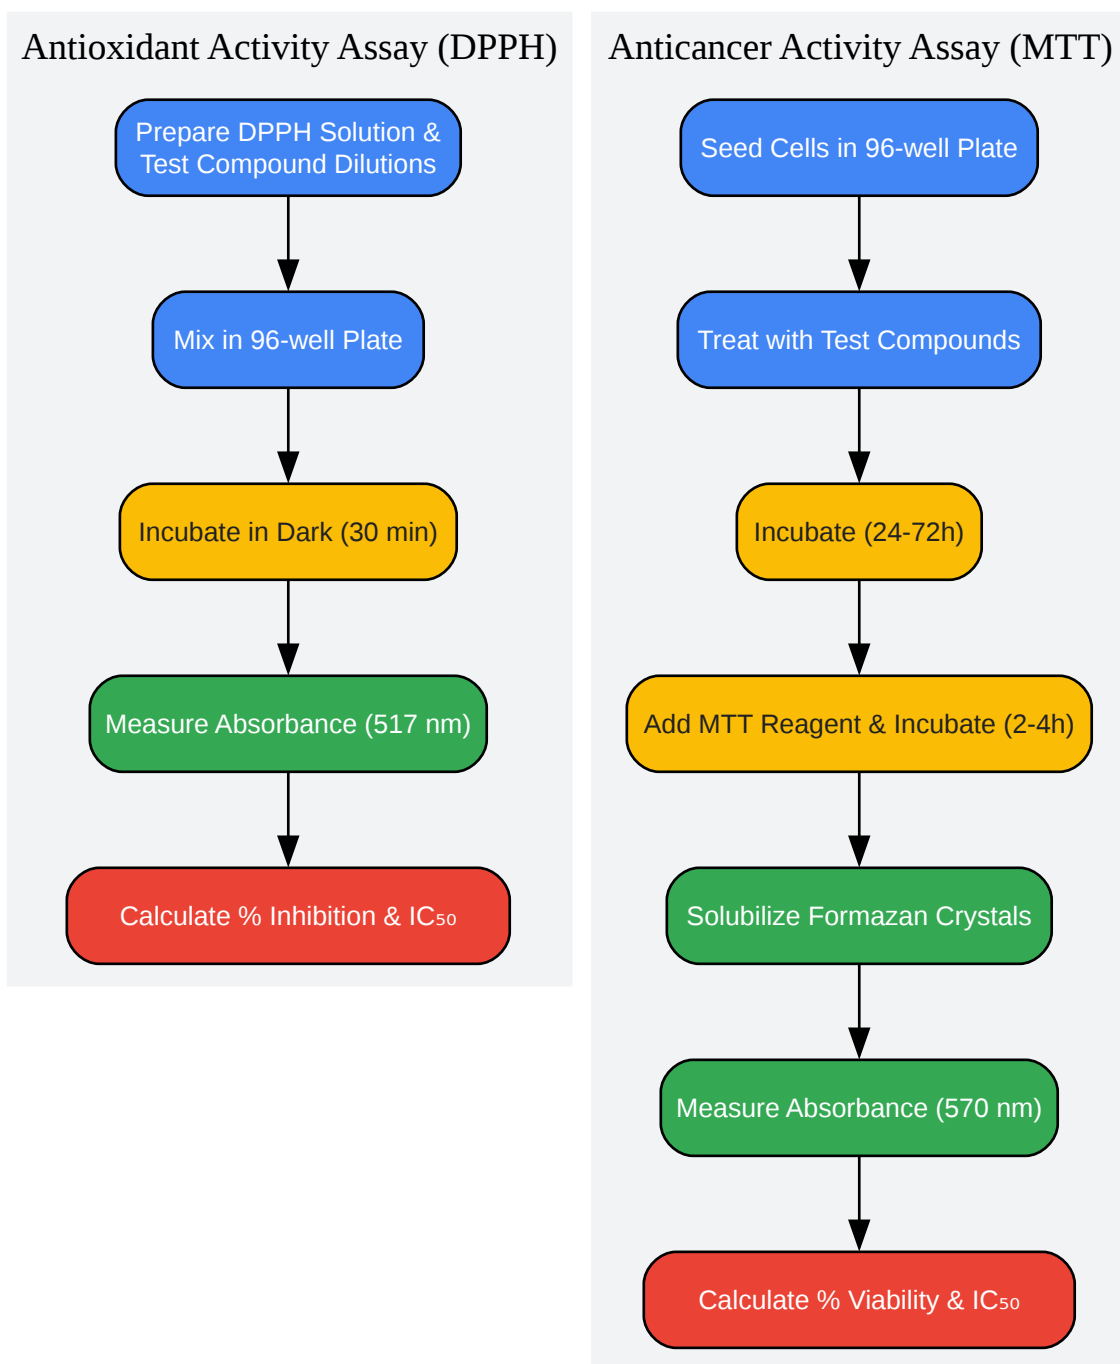 Antioxidant Activity Assay (DPPH)
Prepare DPPH Solution &
Test Compound Dilutions
Mix in 96-well Plate
Incubate in Dark (30 min)
Measure Absorbance (517 nm)
Calculate % Inhibition & IC₅₀
Anticancer Activity Assay (MTT)
Seed Cells in 96-well Plate
Treat with Test Compounds
Incubate (24-72h)
Add MTT Reagent & Incubate (2-4h)
Solubilize Formazan Crystals
Measure Absorbance (570 nm)
Calculate % Viability & IC₅₀